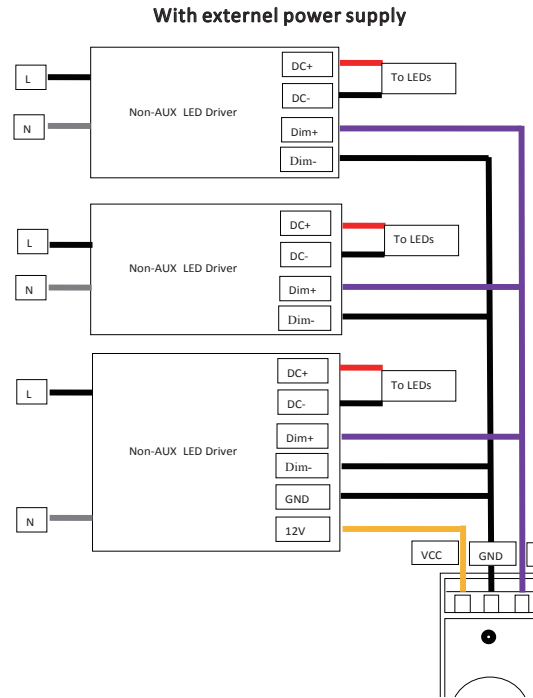 With externel power supply
DC+
L
To LEDs
DC-
Non-AUX LED Driver
N
Dim+
Dim-
DC+
L
To LEDs
DC-
Non-AUX LED Driver
N
Dim+
Dim-
DC+
L
To LEDs
DC-
Dim+
Non-AUX LED Driver
Dim-
GND
N
12V
VCC
GND